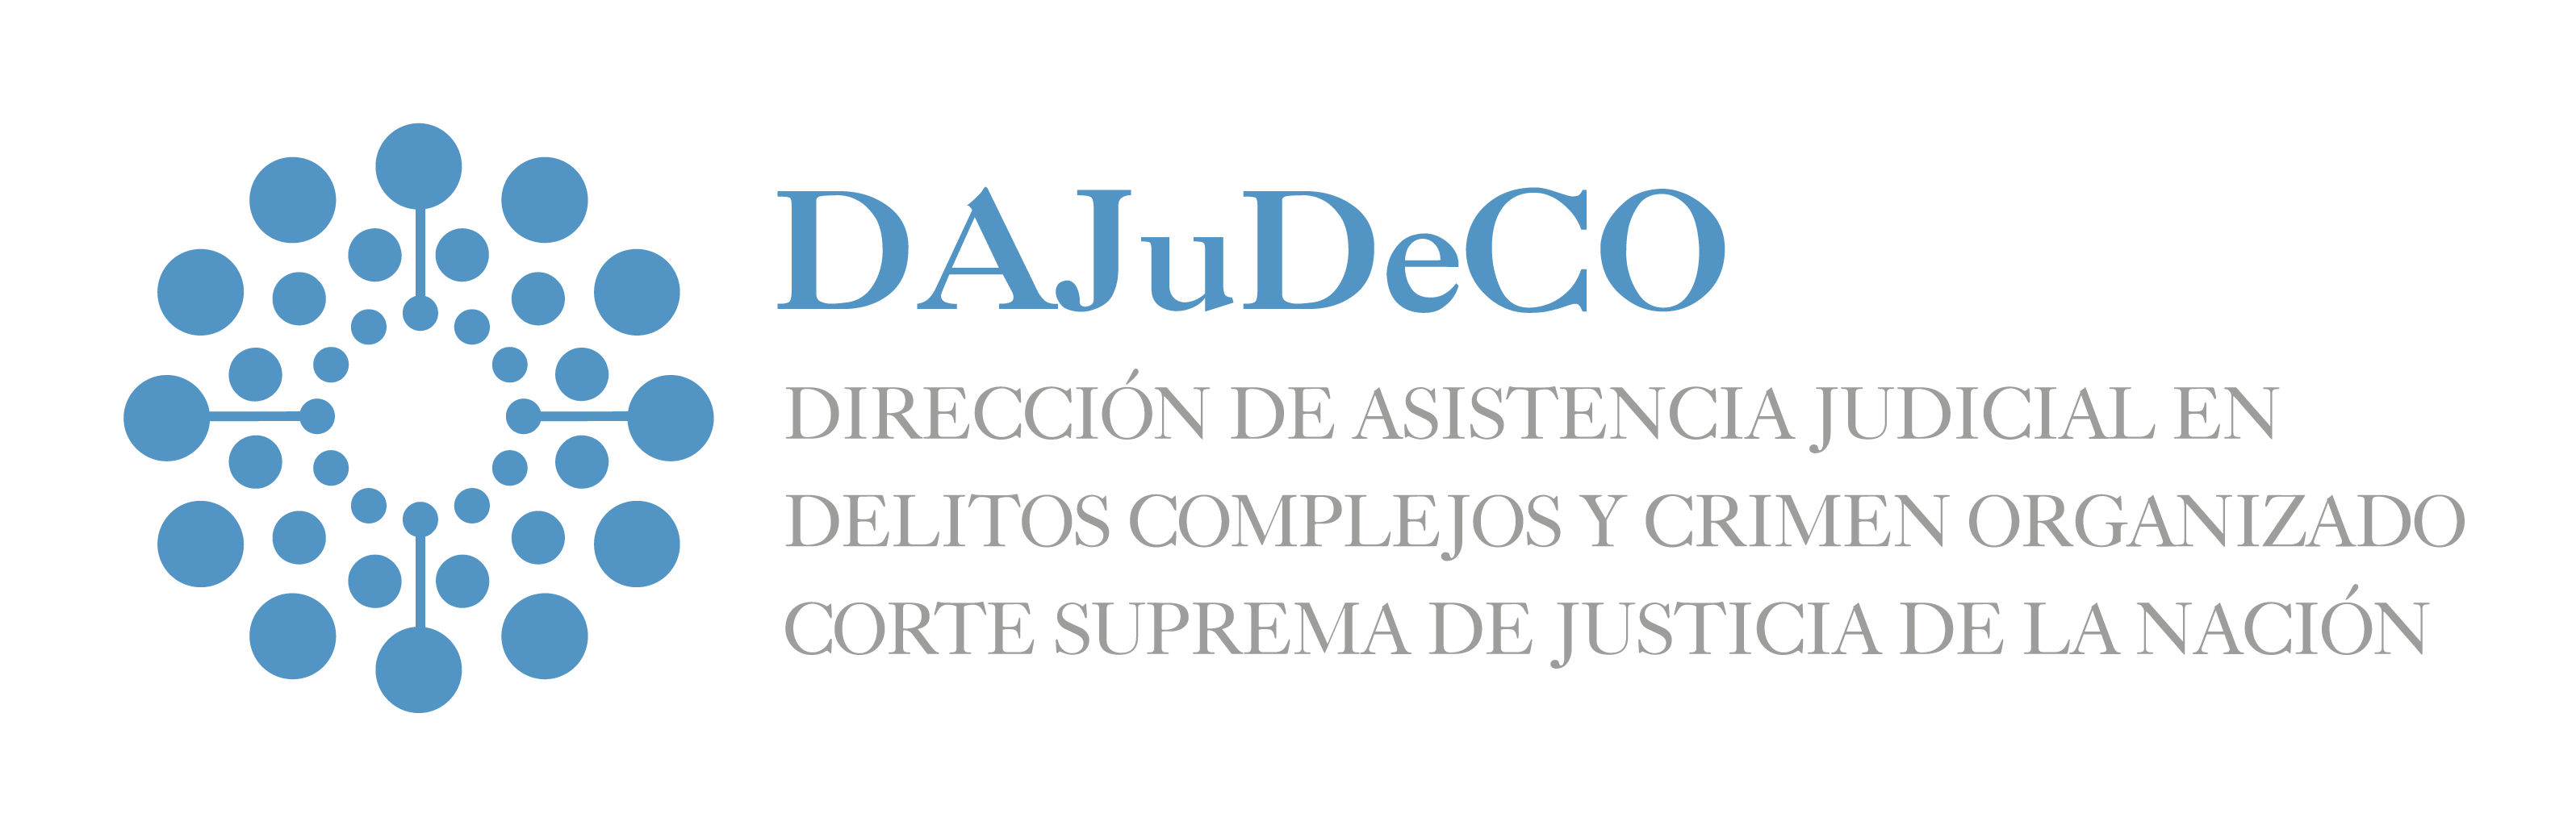 DAJuDeCO
DIRECCIÓN DE ASISTENCIA JUDICIAL EN
DELITOS COMPLEJOS Y CRIMEN ORGANIZADO
CORTE SUPREMA DE JUSTICIA DE LA NACIÓN